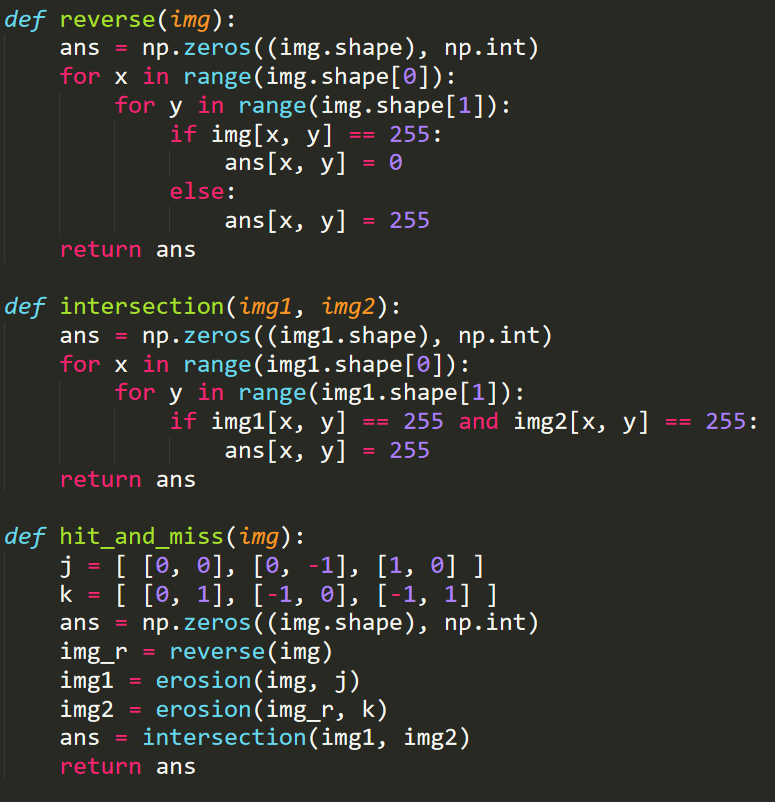 def reverse(img):
    ans = np.zeros((img.shape), np.int)
    for x in range(img.shape[0]):
        for y in range(img.shape[1]):
            if img[x, y] == 255:
                ans[x, y] = 0
            else:
                ans[x, y] = 255
    return ans

def intersection(img1, img2):
    ans = np.zeros((img1.shape), np.int)
    for x in range(img1.shape[0]):
        for y in range(img1.shape[1]):
            if img1[x, y] == 255 and img2[x, y] == 255:
                ans[x, y] = 255
    return ans

def hit_and_miss(img):
    j = [ [0, 0], [0, -1], [1, 0] ]
    k = [ [0, 1], [-1, 0], [-1, 1] ]
    ans = np.zeros((img.shape), np.int)
    img_r = reverse(img)
    img1 = erosion(img, j)
    img2 = erosion(img_r, k)
    ans = intersection(img1, img2)
    return ans